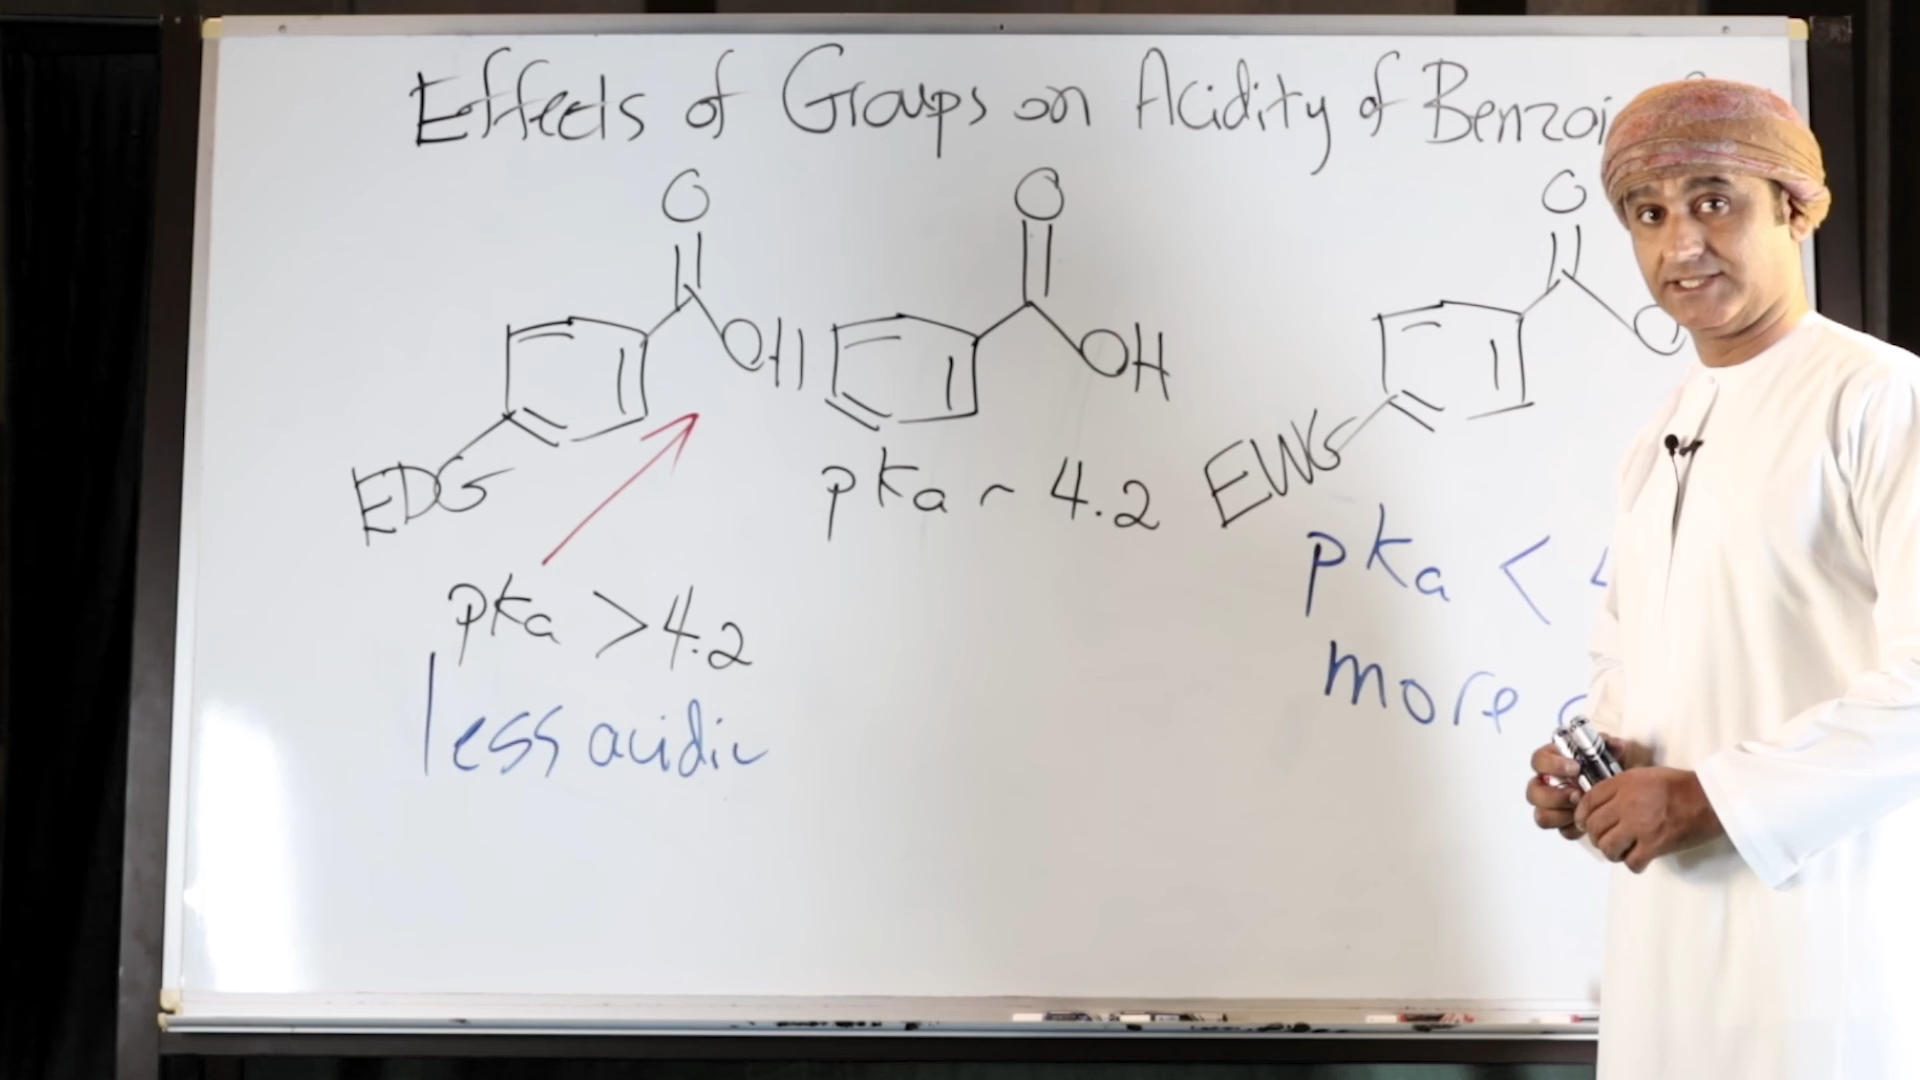 Effects of Groups on Acidity of Benzoi
O O O
OH OH O
EDG pKa ~ 4.2 EWG
pKa > 4.2 pKa <
less acidic more